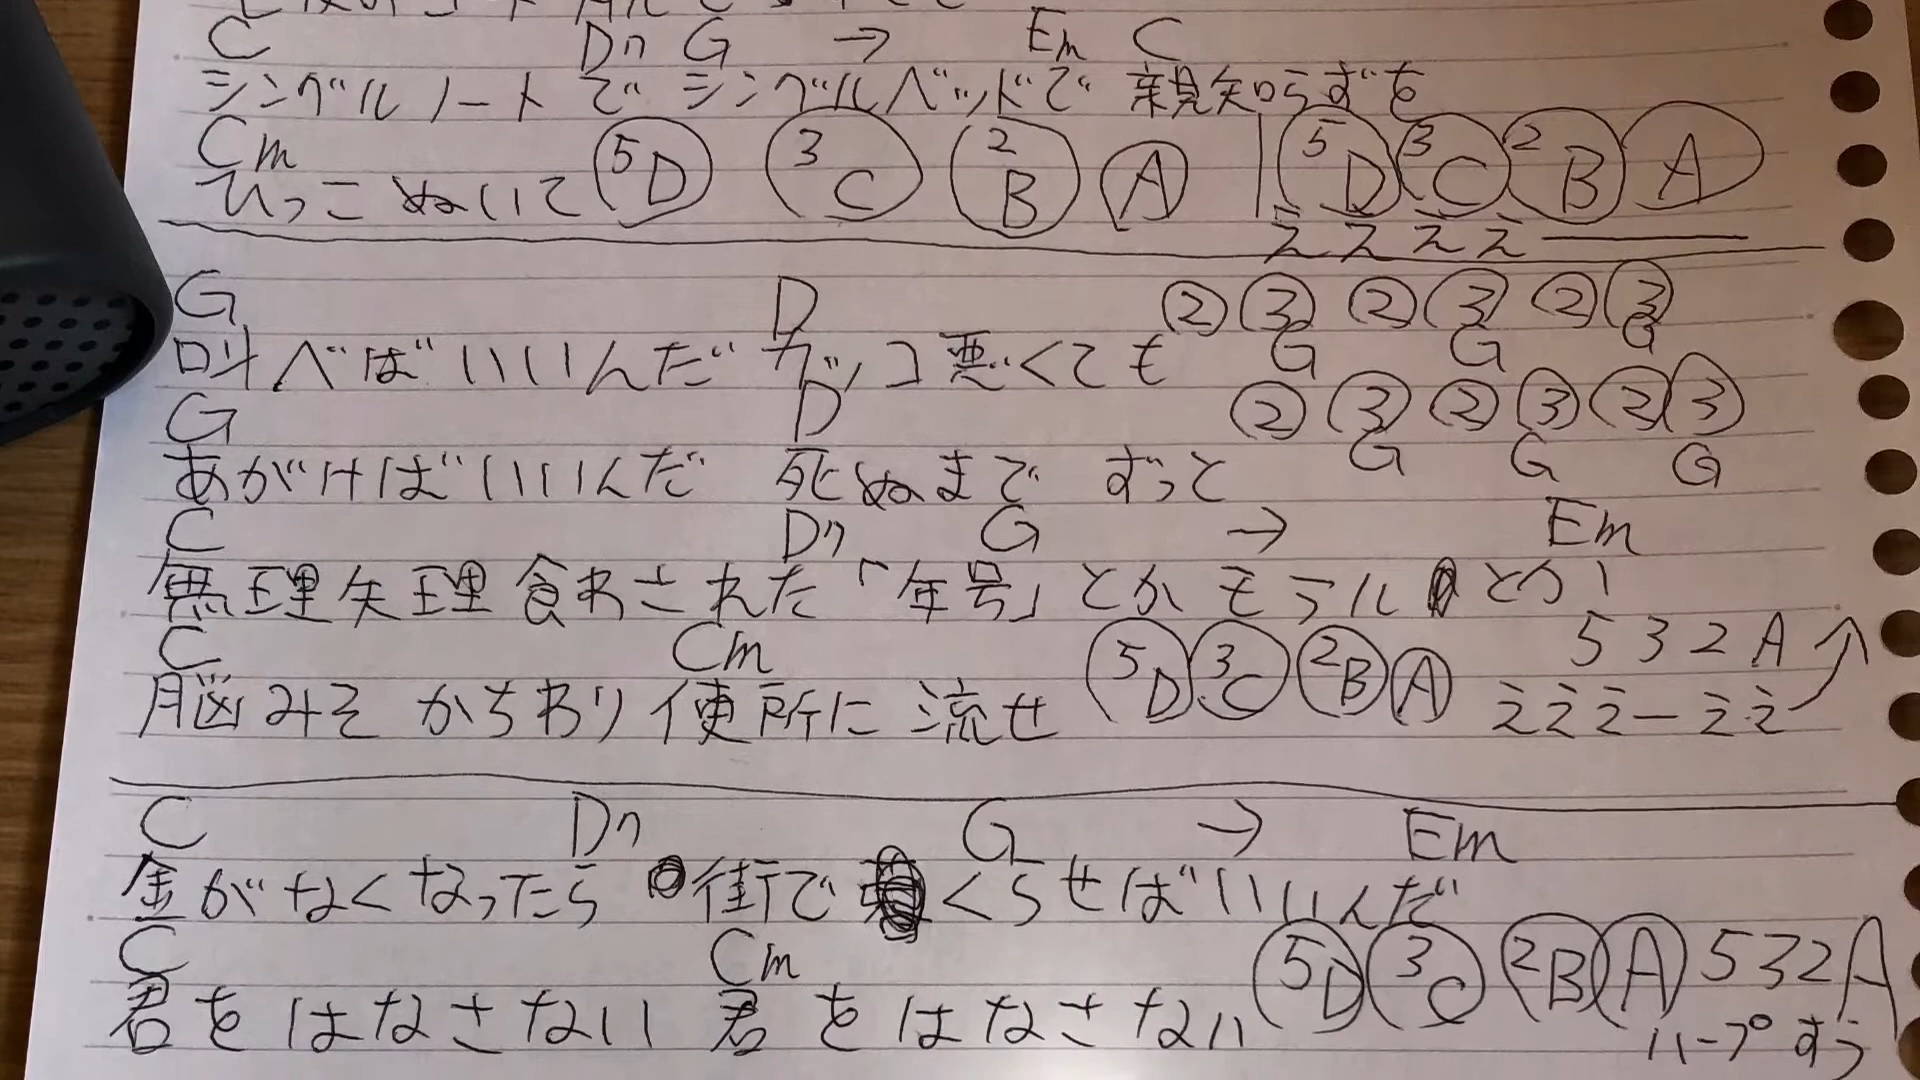 C Dn G → Em C
シングルノートで シングルベッドで 親知らずを
Cm 5D 3C 2B A | 5D 3C 2B A
ひっこぬいて
え え え え ー
G D ② ③ ② ③ ② ③
叫べばいいんだ カッコ悪くても G G G
G D ② ③ ② ③ ② ③
G G G
あがけばいいんだ 死ぬまで ずっと
C Dn G → Em
無理矢理食わされた「年号」とかモラルとか
C Cm 5D 3C 2B A 5 3 2 A
脳みそかちわり便所に流せ えええーええ
C Dn G → Em
金がなくなったら 街で くらせばいいんだ
C Cm 5D 3C 2B A 532A
君をはなさない 君をはなさない
ハープすう